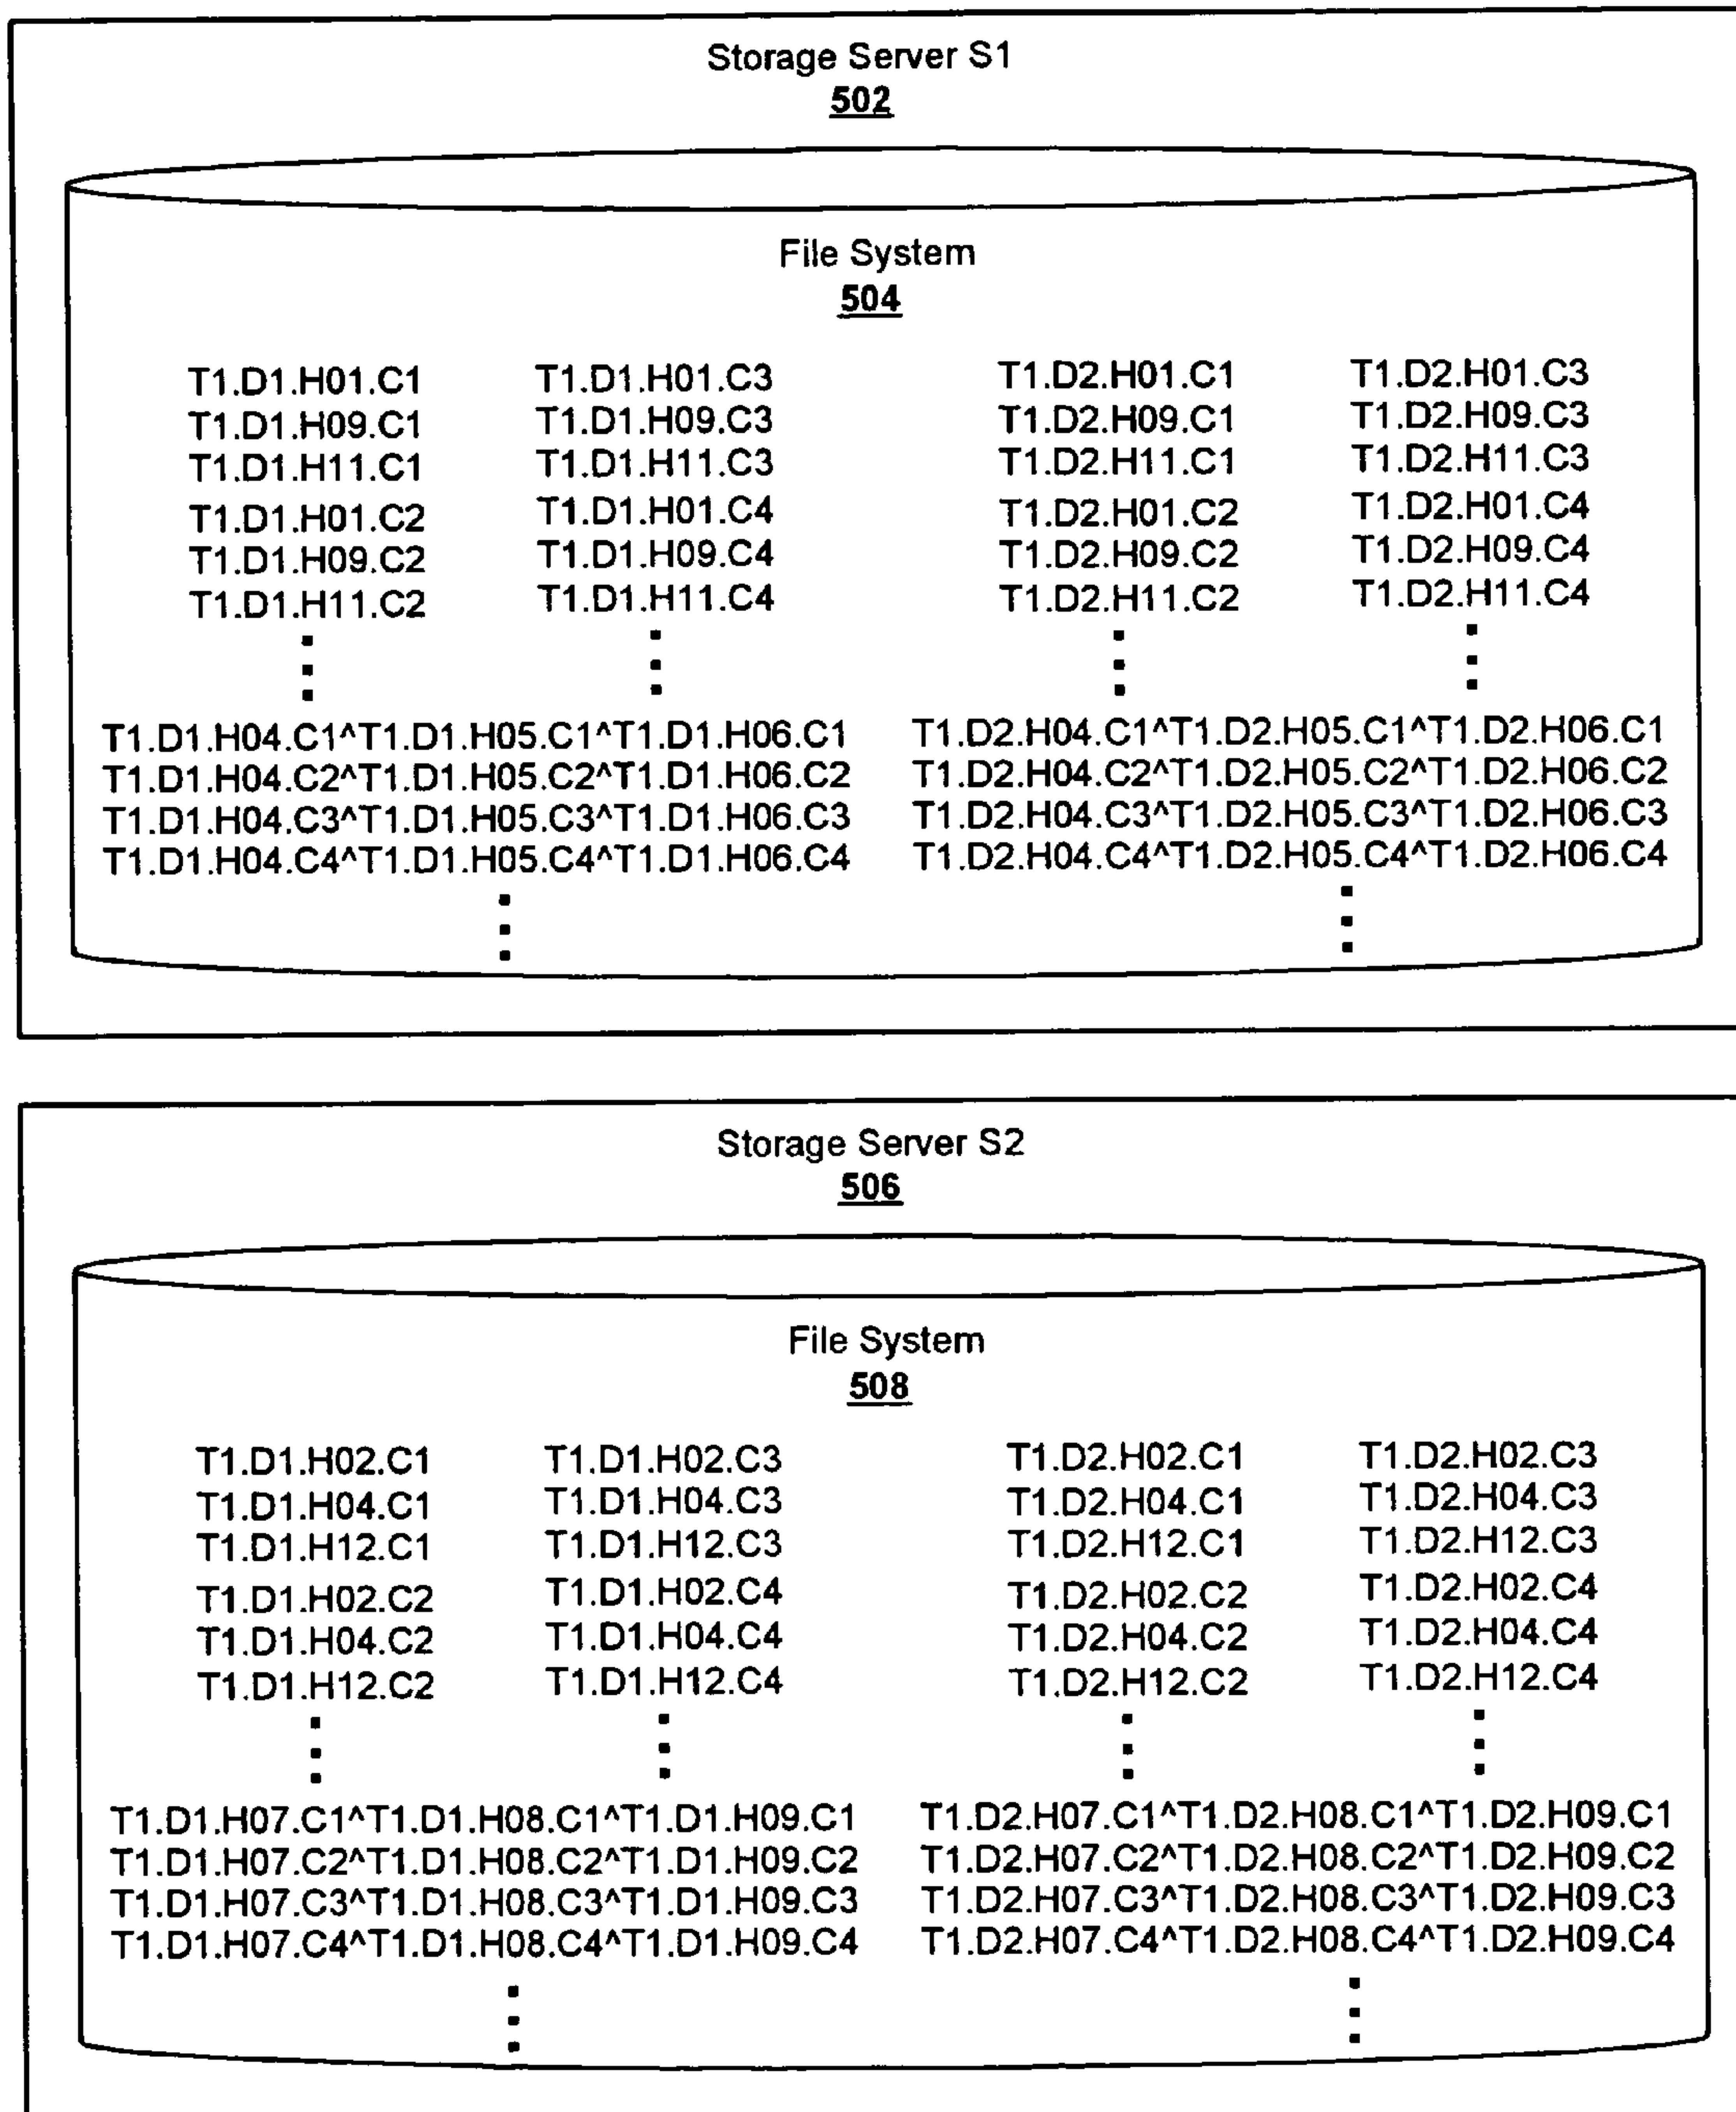 Storage Server S1
502
File System
504
T1.D1.H01.C1 T1.D1.H01.C3 T1.D2.H01.C1 T1.D2.H01.C3
T1.D1.H09.C1 T1.D1.H09.C3 T1.D2.H09.C1 T1.D2.H09.C3
T1.D1.H11.C1 T1.D1.H11.C3 T1.D2.H11.C1 T1.D2.H11.C3
T1.D1.H01.C2 T1.D1.H01.C4 T1.D2.H01.C2 T1.D2.H01.C4
T1.D1.H09.C2 T1.D1.H09.C4 T1.D2.H09.C2 T1.D2.H09.C4
T1.D1.H11.C2 T1.D1.H11.C4 T1.D2.H11.C2 T1.D2.H11.C4
T1.D1.H04.C1^T1.D1.H05.C1^T1.D1.H06.C1 T1.D2.H04.C1^T1.D2.H05.C1^T1.D2.H06.C1
T1.D1.H04.C2^T1.D1.H05.C2^T1.D1.H06.C2 T1.D2.H04.C2^T1.D2.H05.C2^T1.D2.H06.C2
T1.D1.H04.C3^T1.D1.H05.C3^T1.D1.H06.C3 T1.D2.H04.C3^T1.D2.H05.C3^T1.D2.H06.C3
T1.D1.H04.C4^T1.D1.H05.C4^T1.D1.H06.C4 T1.D2.H04.C4^T1.D2.H05.C4^T1.D2.H06.C4
Storage Server S2
506
File System
508
T1.D1.H02.C1 T1.D1.H02.C3 T1.D2.H02.C1 T1.D2.H02.C3
T1.D1.H04.C1 T1.D1.H04.C3 T1.D2.H04.C1 T1.D2.H04.C3
T1.D1.H12.C1 T1.D1.H12.C3 T1.D2.H12.C1 T1.D2.H12.C3
T1.D1.H02.C2 T1.D1.H02.C4 T1.D2.H02.C2 T1.D2.H02.C4
T1.D1.H04.C2 T1.D1.H04.C4 T1.D2.H04.C2 T1.D2.H04.C4
T1.D1.H12.C2 T1.D1.H12.C4 T1.D2.H12.C2 T1.D2.H12.C4
T1.D1.H07.C1^T1.D1.H08.C1^T1.D1.H09.C1 T1.D2.H07.C1^T1.D2.H08.C1^T1.D2.H09.C1
T1.D1.H07.C2^T1.D1.H08.C2^T1.D1.H09.C2 T1.D2.H07.C2^T1.D2.H08.C2^T1.D2.H09.C2
T1.D1.H07.C3^T1.D1.H08.C3^T1.D1.H09.C3 T1.D2.H07.C3^T1.D2.H08.C3^T1.D2.H09.C3
T1.D1.H07.C4^T1.D1.H08.C4^T1.D1.H09.C4 T1.D2.H07.C4^T1.D2.H08.C4^T1.D2.H09.C4